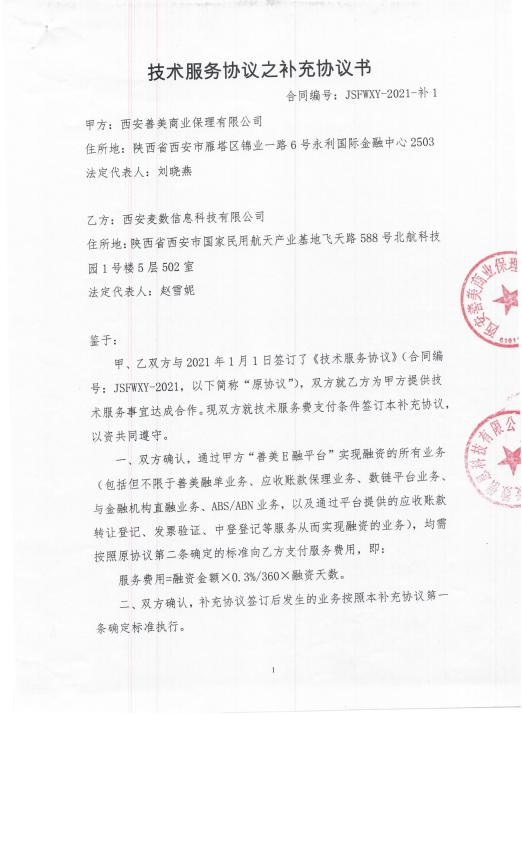 技术服务协议之补充协议书
合同编号：JSFWXY-2021-补1
甲方：西安善美商业保理有限公司
住所地：陕西省西安市雁塔区锦业一路6号永利国际金融中心2503
法定代表人：刘晓燕
乙方：西安麦数信息科技有限公司
住所地：陕西省西安市国家民用航天产业基地飞天路588号北航科技
园1号楼5层502室
法定代表人：赵雪妮
鉴于：
甲、乙双方与2021年1月1日签订了《技术服务协议》（合同编
号：JSFWXY-2021，以下简称“原协议”），双方就乙方为甲方提供技
术服务事宜达成合作。现双方就技术服务费支付条件签订本补充协议，
以资共同遵守。
一、双方确认，通过甲方“善美E融平台”实现融资的所有业务
（包括但不限于善美融单业务、应收账款保理业务、数链平台业务、
与金融机构直融业务、ABS/ABN业务，以及通过平台提供的应收账款
转让登记、发票验证、中登登记等服务从而实现融资的业务），均需
按照原协议第二条确定的标准向乙方支付服务费用，即：
服务费用=融资金额×0.3%/360×融资天数。
二、双方确认，补充协议签订后发生的业务按照本补充协议第一
条确定标准执行。
1
西安善美商业保理
6101
信息科技有限公